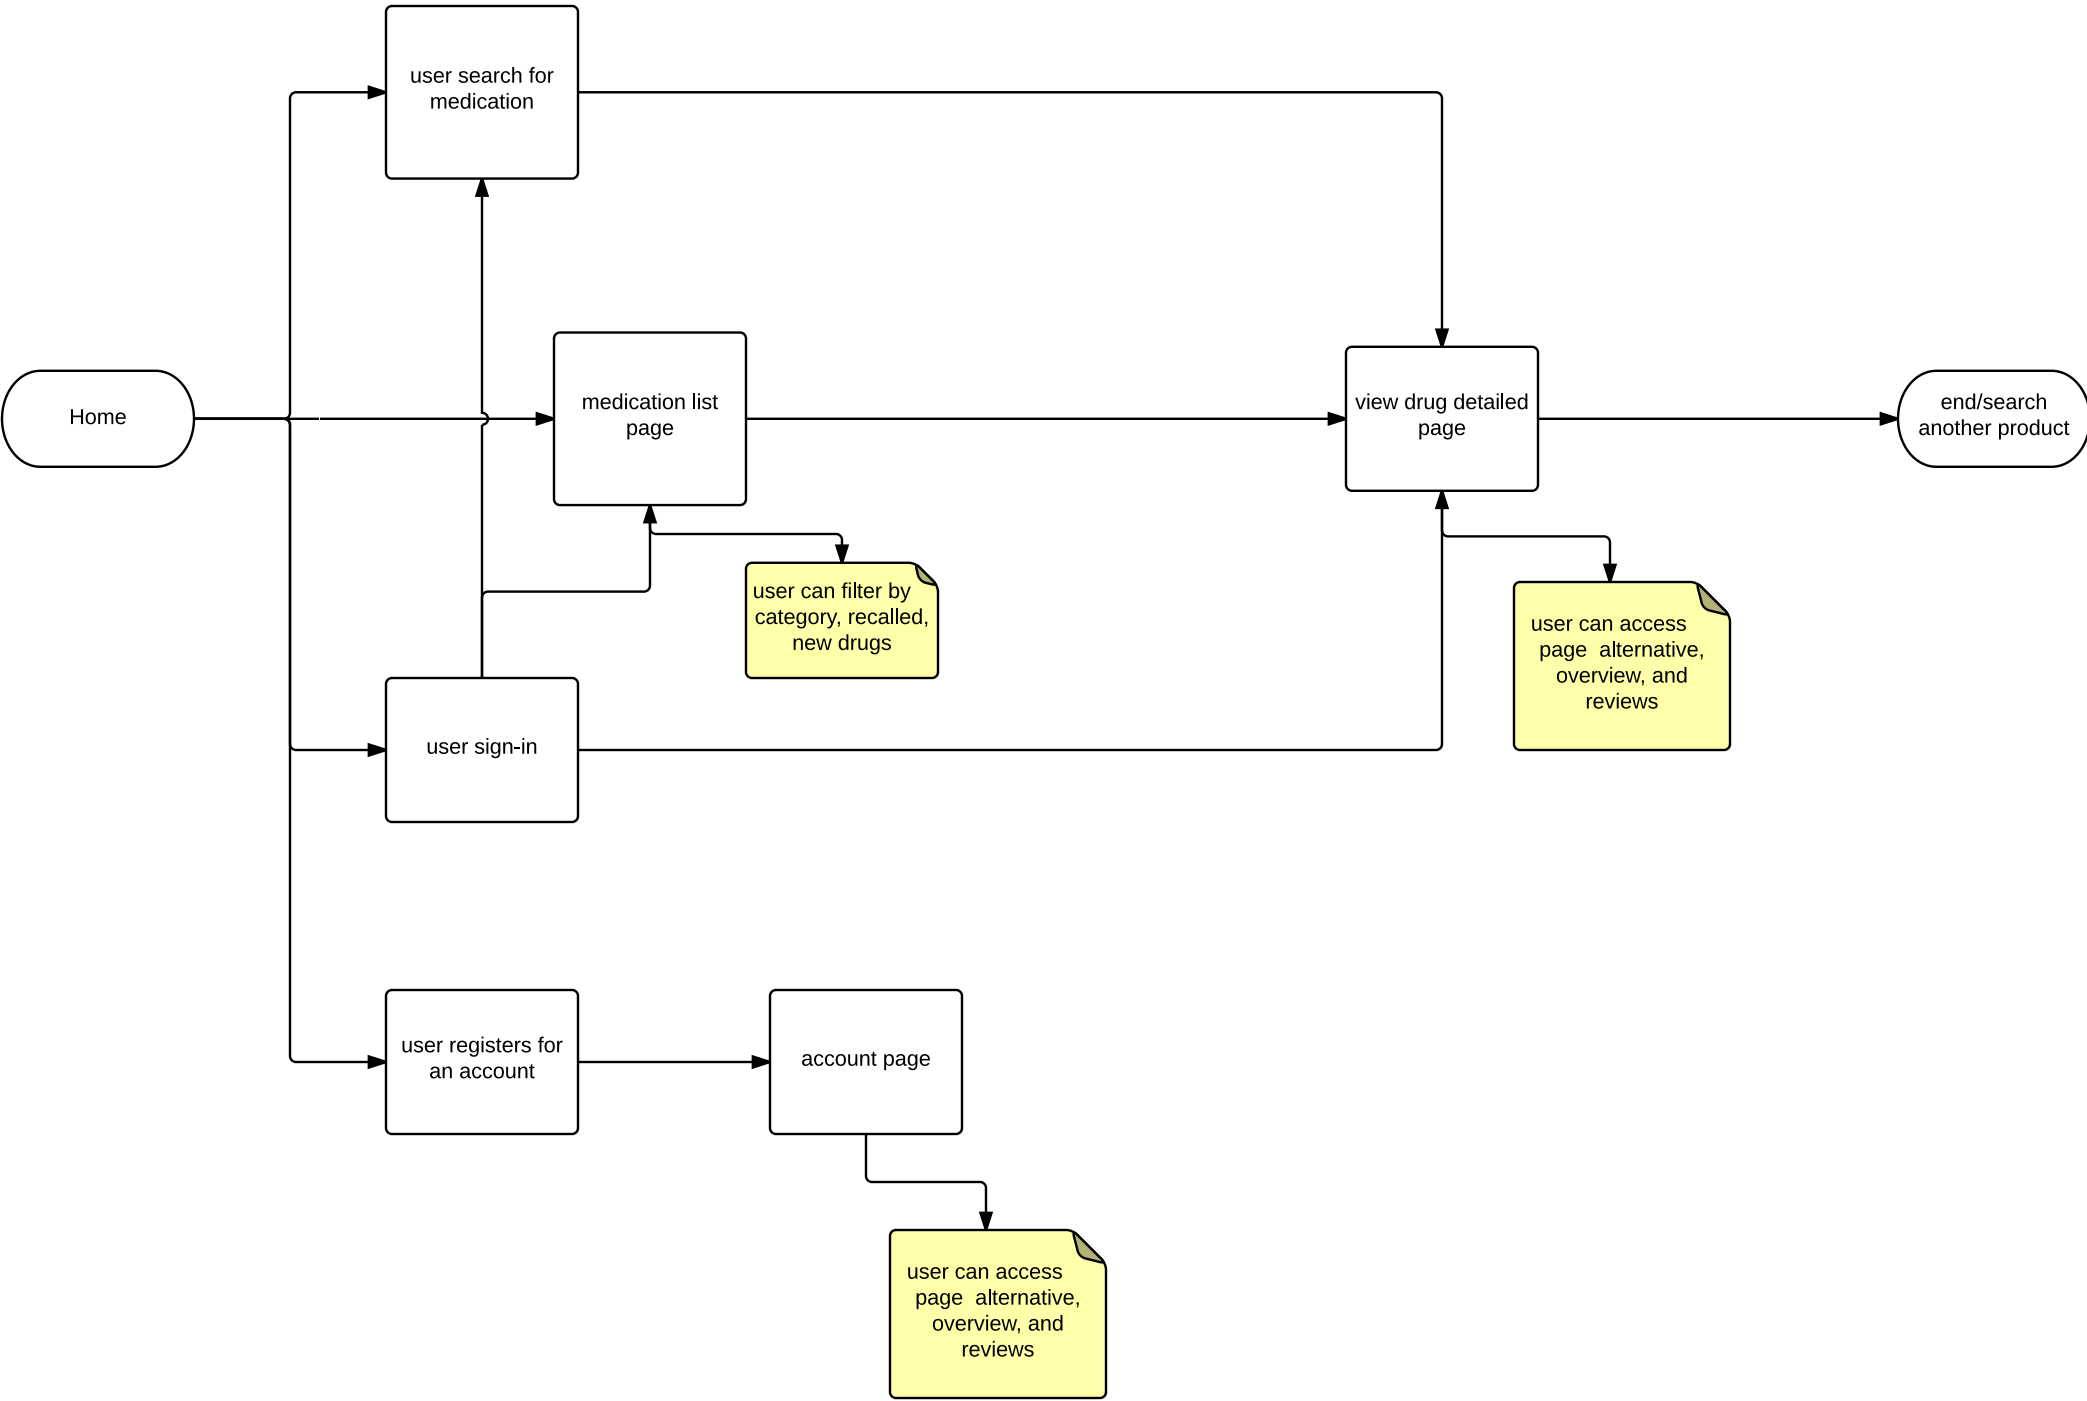 user search for
medication
Home
medication list
page
view drug detailed
page
end/search
another product
user can filter by
category, recalled,
new drugs
user can access
page  alternative,
overview, and
reviews
user sign-in
user registers for
an account
account page
user can access
page  alternative,
overview, and
reviews